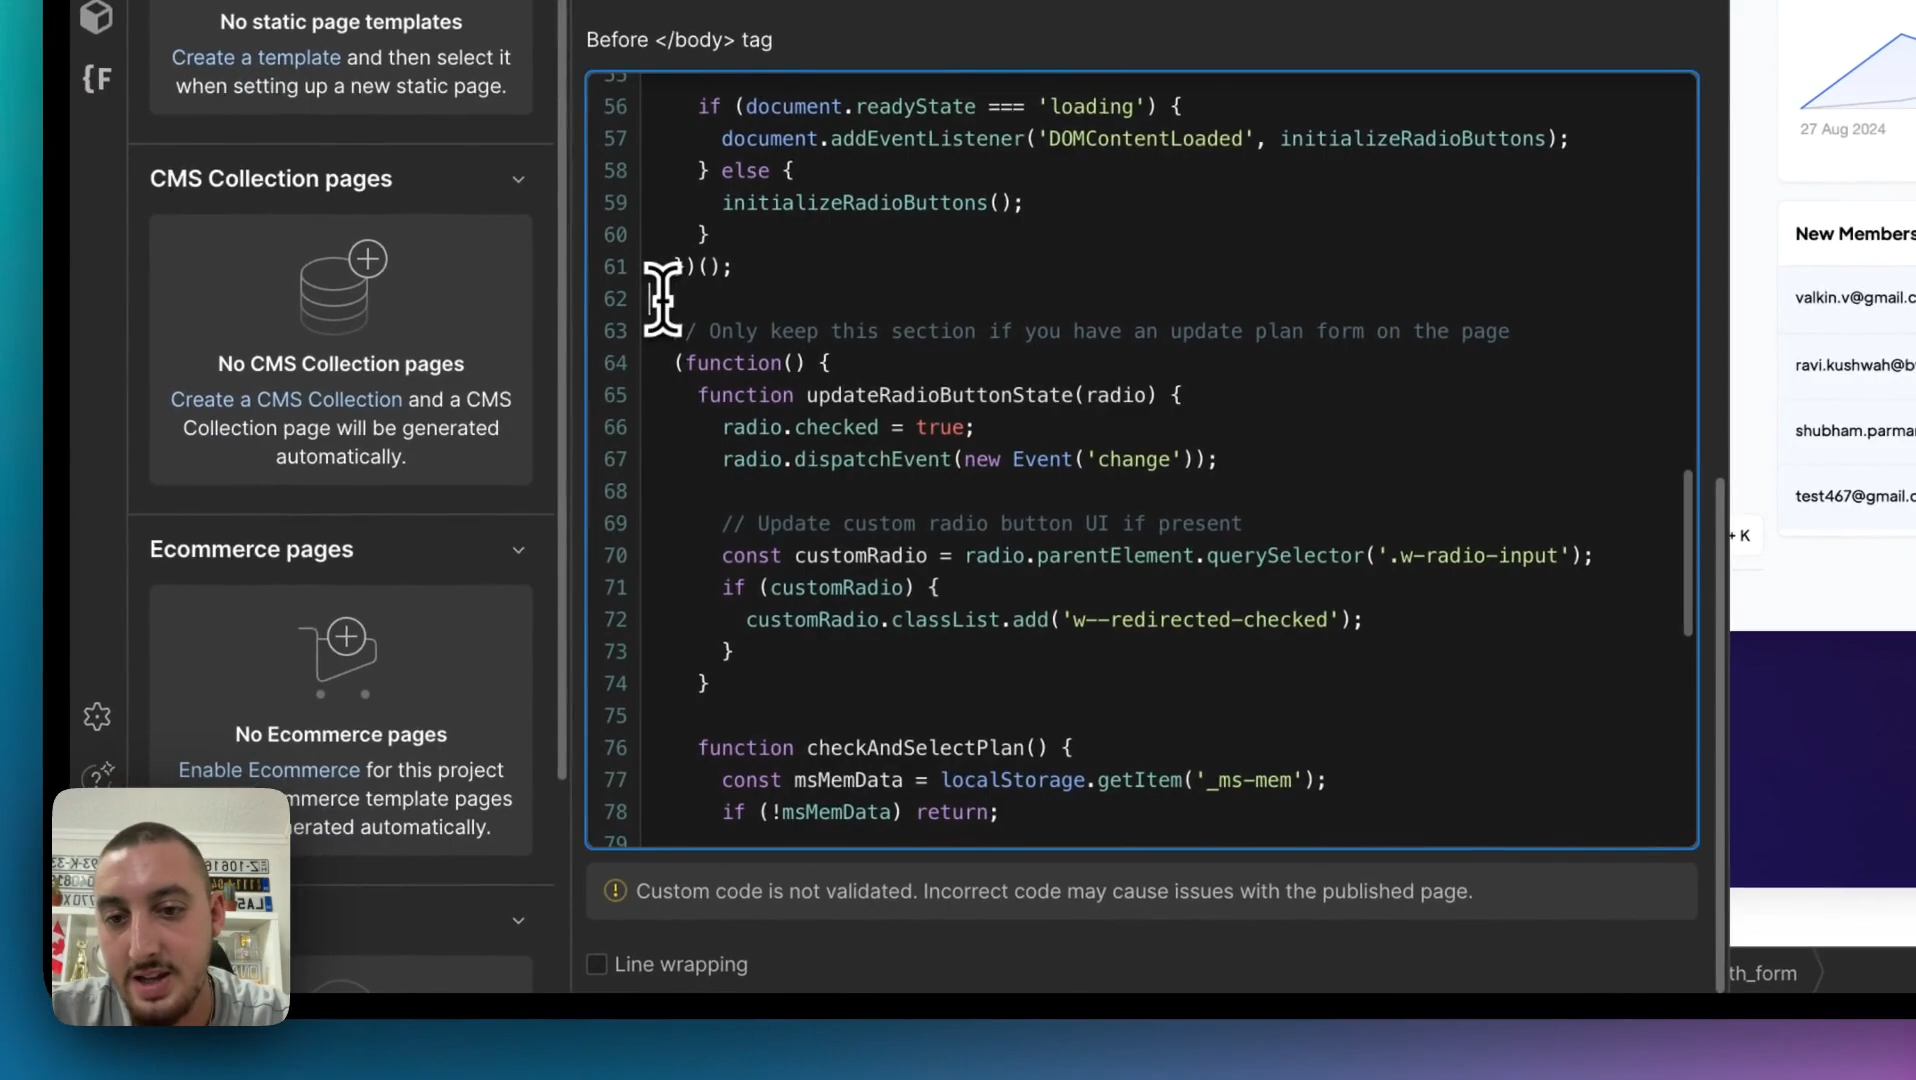 No static page templates
Create a template and then select it
when setting up a new static page.
CMS Collection pages
No CMS Collection pages
Create a CMS Collection and a CMS
Collection page will be generated
automatically.
Ecommerce pages
No Ecommerce pages
Enable Ecommerce for this project
mmerce template pages
nerated automatically.
{F
Before </body> tag
55
56 if (document.readyState === 'loading') {
57 document.addEventListener('DOMContentLoaded', initializeRadioButtons);
58 } else {
59 initializeRadioButtons();
60 }
61 })();
62
63 / Only keep this section if you have an update plan form on the page
64 (function() {
65 function updateRadioButtonState(radio) {
66 radio.checked = true;
67 radio.dispatchEvent(new Event('change'));
68
69 // Update custom radio button UI if present
70 const customRadio = radio.parentElement.querySelector('.w-radio-input');
71 if (customRadio) {
72 customRadio.classList.add('w--redirected-checked');
73 }
74 }
75
76 function checkAndSelectPlan() {
77 const msMemData = localStorage.getItem('_ms-mem');
78 if (!msMemData) return;
79
Custom code is not validated. Incorrect code may cause issues with the published page.
Line wrapping
27 Aug 2024
New Members
valkin.v@gmail.c
ravi.kushwah@b
shubham.parma
test467@gmail.c
+ K
th_form